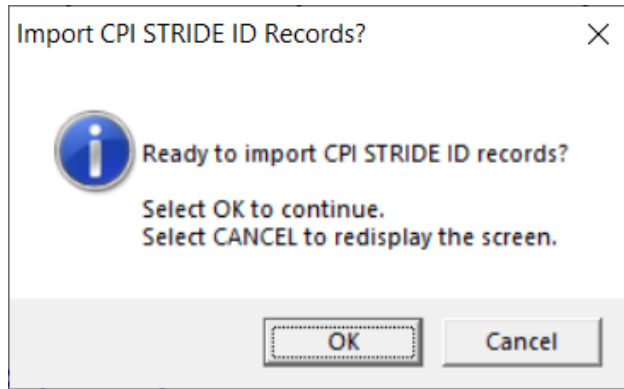 Import CPI STRIDE ID Records?
Ready to import CPI STRIDE ID records?
Select OK to continue.
Select CANCEL to redisplay the screen.
OK
Cancel